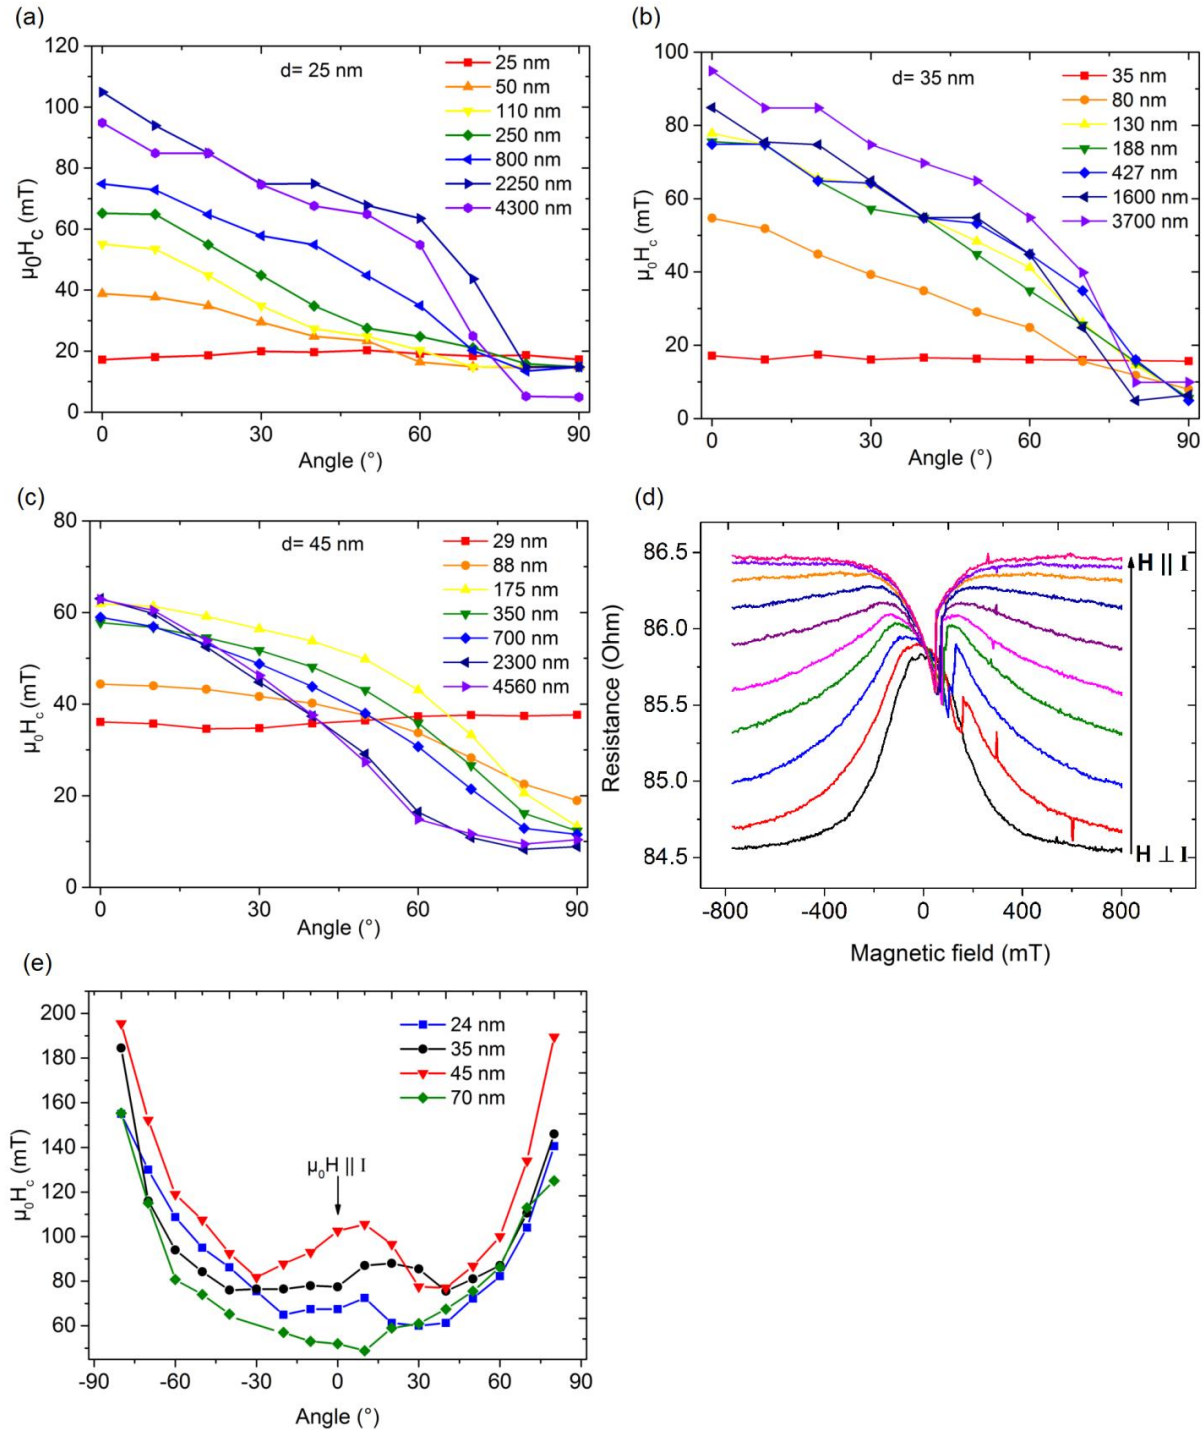 (a)
120
100
80
60
40
20
0
μ₀H_c (mT)
d= 25 nm
25 nm
50 nm
110 nm
250 nm
800 nm
2250 nm
4300 nm
0 30 60 90
Angle (°)
(b)
100
80
60
40
20
0
μ₀H_c (mT)
d= 35 nm
35 nm
80 nm
130 nm
188 nm
427 nm
1600 nm
3700 nm
0 30 60 90
Angle (°)
(c)
80
60
40
20
0
μ₀H_c (mT)
d= 45 nm
29 nm
88 nm
175 nm
350 nm
700 nm
2300 nm
4560 nm
0 30 60 90
Angle (°)
(d)
86.5
86.0
85.5
85.0
84.5
Resistance (Ohm)
H || I
H ⊥ I
-800 -400 0 400 800
Magnetic field (mT)
(e)
200
180
160
140
120
100
80
60
μ₀H_c (mT)
24 nm
35 nm
45 nm
70 nm
μ₀H || I
-90 -60 -30 0 30 60 90
Angle (°)